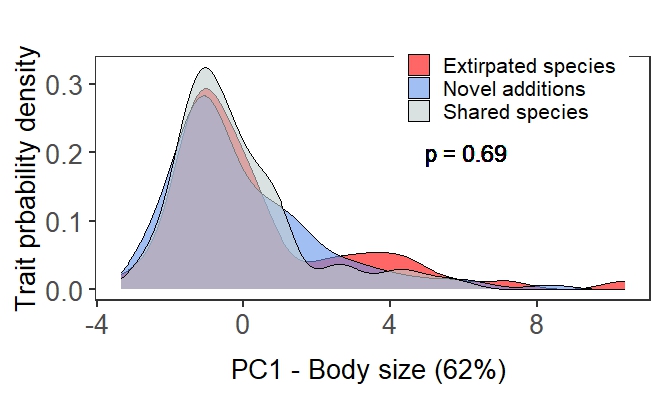 Extirpated species
Novel additions
Shared species
p = 0.69
Trait prbability density
0.3
0.2
0.1
0.0
-4
0
4
8
PC1 - Body size (62%)